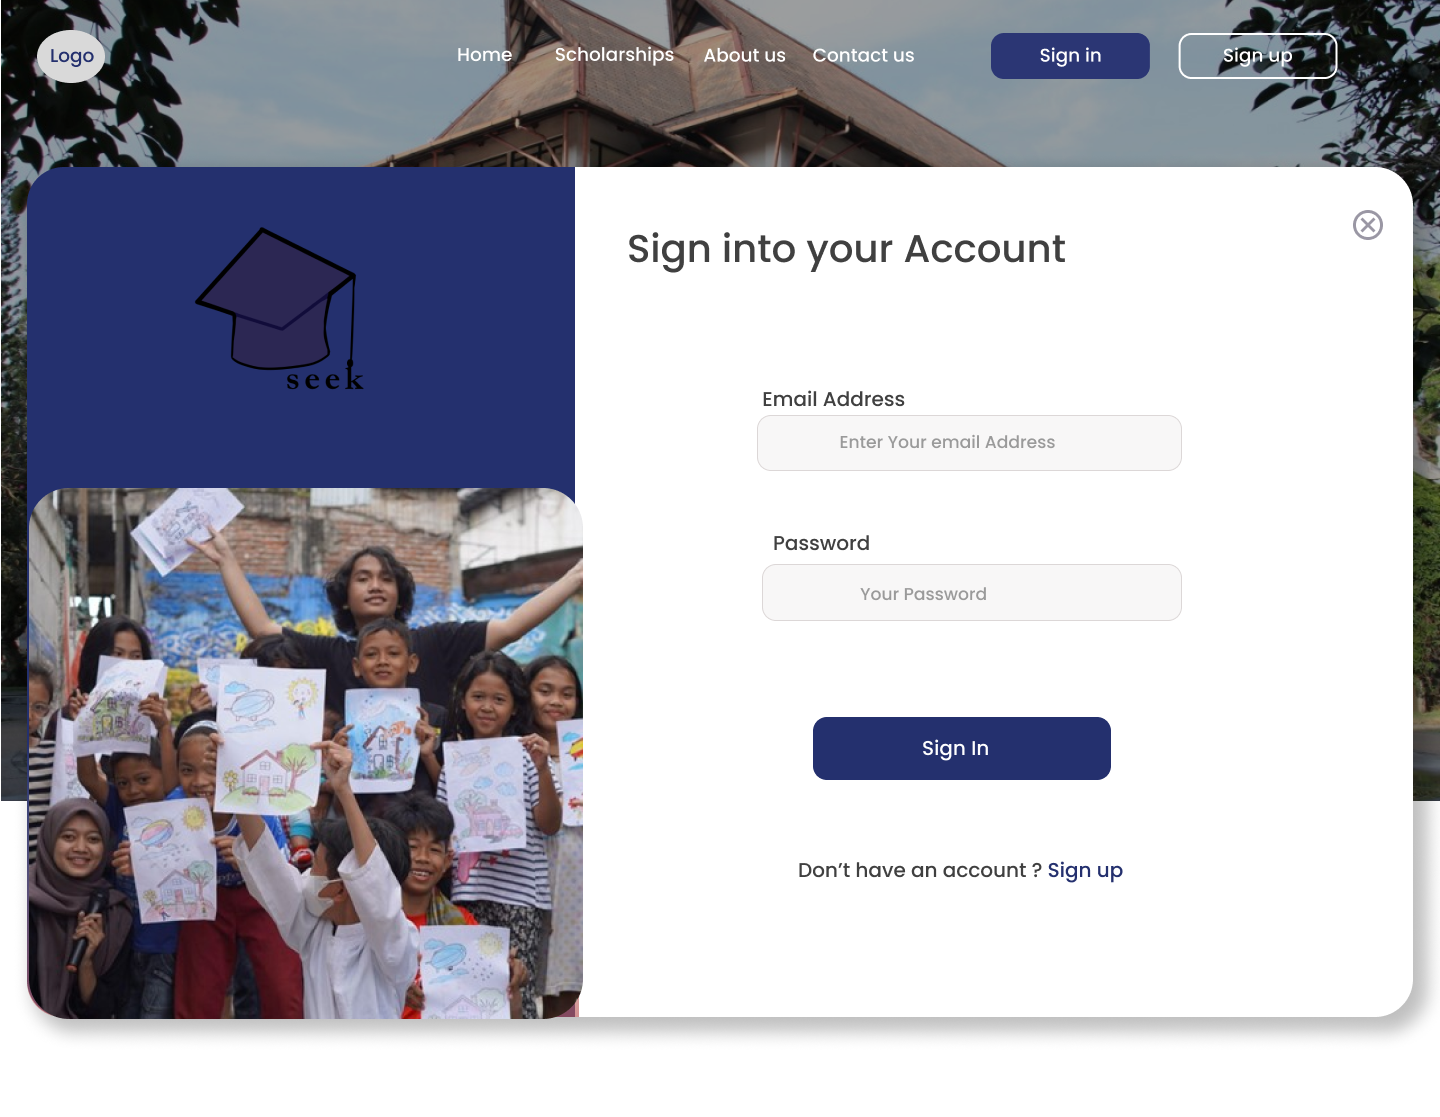 Logo
Home Scholarships About us Contact us Sign in Sign up
seek
Sign into your Account
Email Address
Enter Your email Address
Password
Your Password
Sign In
Don’t have an account ? Sign up